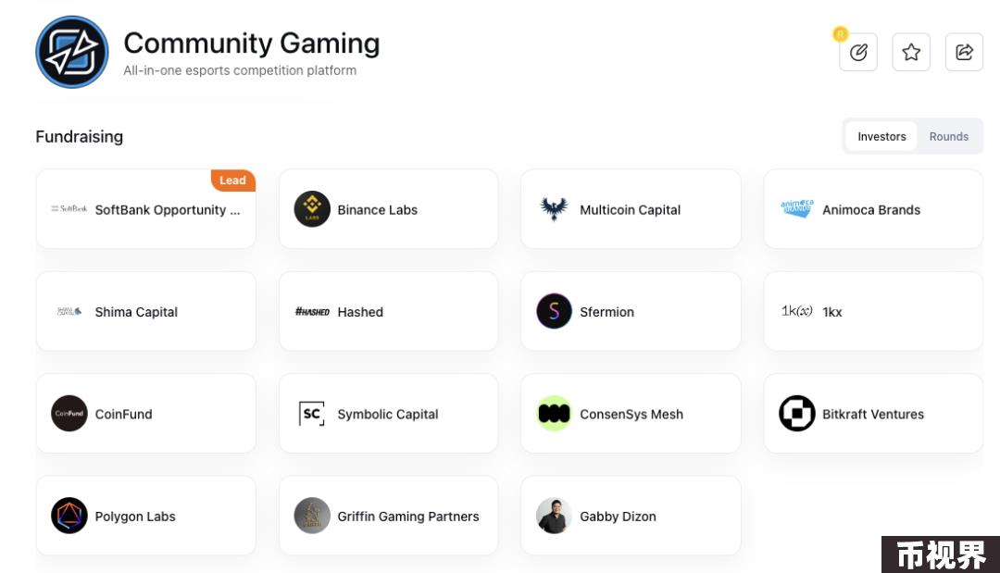 Community Gaming
All-in-one esports competition platform
R
Fundraising
Investors
Rounds
Lead
SoftBank
SoftBank Opportunity ...
LABS
Binance Labs
Multicoin Capital
animoca
BRANDS
Animoca Brands
SHIMA
CAPITAL
Shima Capital
#HASHED
Hashed
S
Sfermion
1k(x)
1kx
CoinFund
CoinFund
SC
Symbolic Capital
ConsenSys Mesh
Bitkraft Ventures
Polygon Labs
Griffin Gaming Partners
Gabby Dizon
币视界